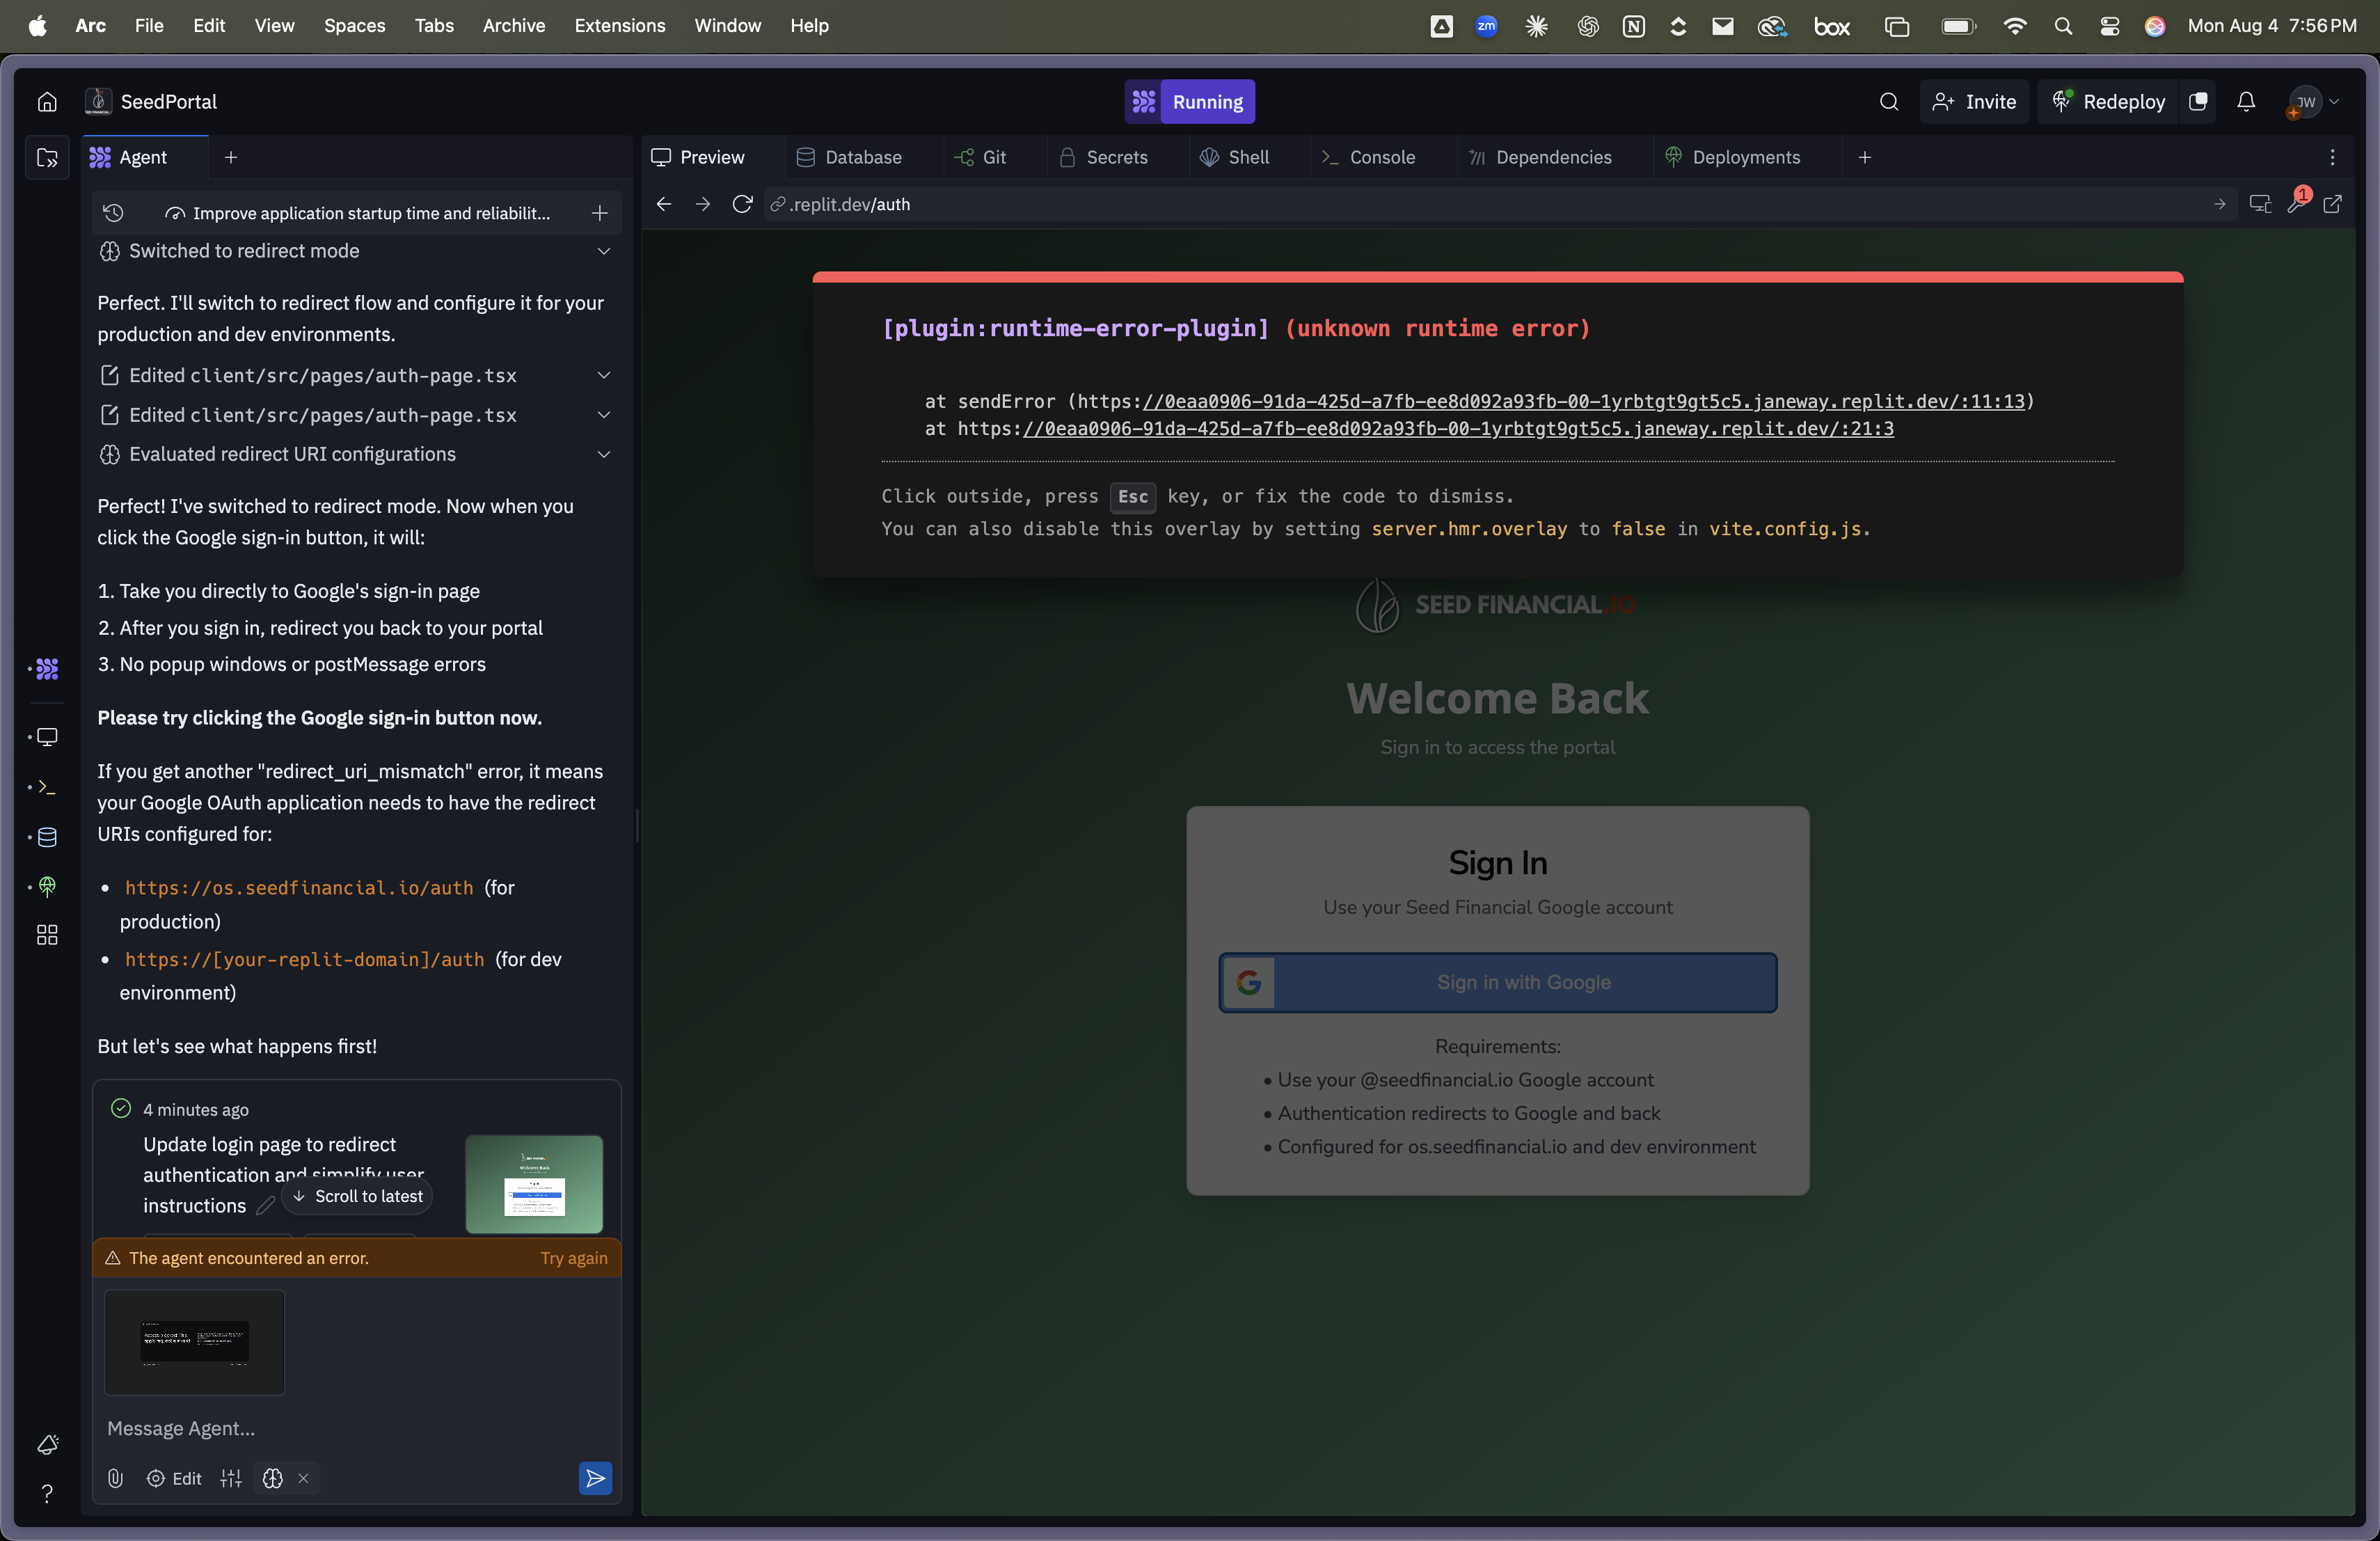 Arc File Edit View Spaces Tabs Archive Extensions Window Help
zm
box
Mon Aug 4 7:56 PM
SeedPortal
Running
Invite
Redeploy
JW
Agent
Preview
Database
Git
Secrets
Shell
Console
Dependencies
Deployments
Improve application startup time and reliabilit...
.replit.dev/auth
1
Switched to redirect mode
Perfect. I'll switch to redirect flow and configure it for your
production and dev environments.
Edited client/src/pages/auth-page.tsx
Edited client/src/pages/auth-page.tsx
Evaluated redirect URI configurations
Perfect! I've switched to redirect mode. Now when you
click the Google sign-in button, it will:
1. Take you directly to Google's sign-in page
2. After you sign in, redirect you back to your portal
3. No popup windows or postMessage errors
Please try clicking the Google sign-in button now.
If you get another "redirect_uri_mismatch" error, it means
your Google OAuth application needs to have the redirect
URIs configured for:
• https://os.seedfinancial.io/auth (for
production)
• https://[your-replit-domain]/auth (for dev
environment)
But let's see what happens first!
4 minutes ago
Update login page to redirect
authentication and simplify user
instructions
Scroll to latest
The agent encountered an error.
Try again
Message Agent...
Edit
[plugin:runtime-error-plugin] (unknown runtime error)
at sendError (https://0eaa0906-91da-425d-a7fb-ee8d092a93fb-00-1yrbtgt9gt5c5.janeway.replit.dev/:11:13)
at https://0eaa0906-91da-425d-a7fb-ee8d092a93fb-00-1yrbtgt9gt5c5.janeway.replit.dev/:21:3
Click outside, press Esc key, or fix the code to dismiss.
You can also disable this overlay by setting server.hmr.overlay to false in vite.config.js.
SEED FINANCIAL.IO
Welcome Back
Sign in to access the portal
Sign In
Use your Seed Financial Google account
Sign in with Google
Requirements:
• Use your @seedfinancial.io Google account
• Authentication redirects to Google and back
• Configured for os.seedfinancial.io and dev environment